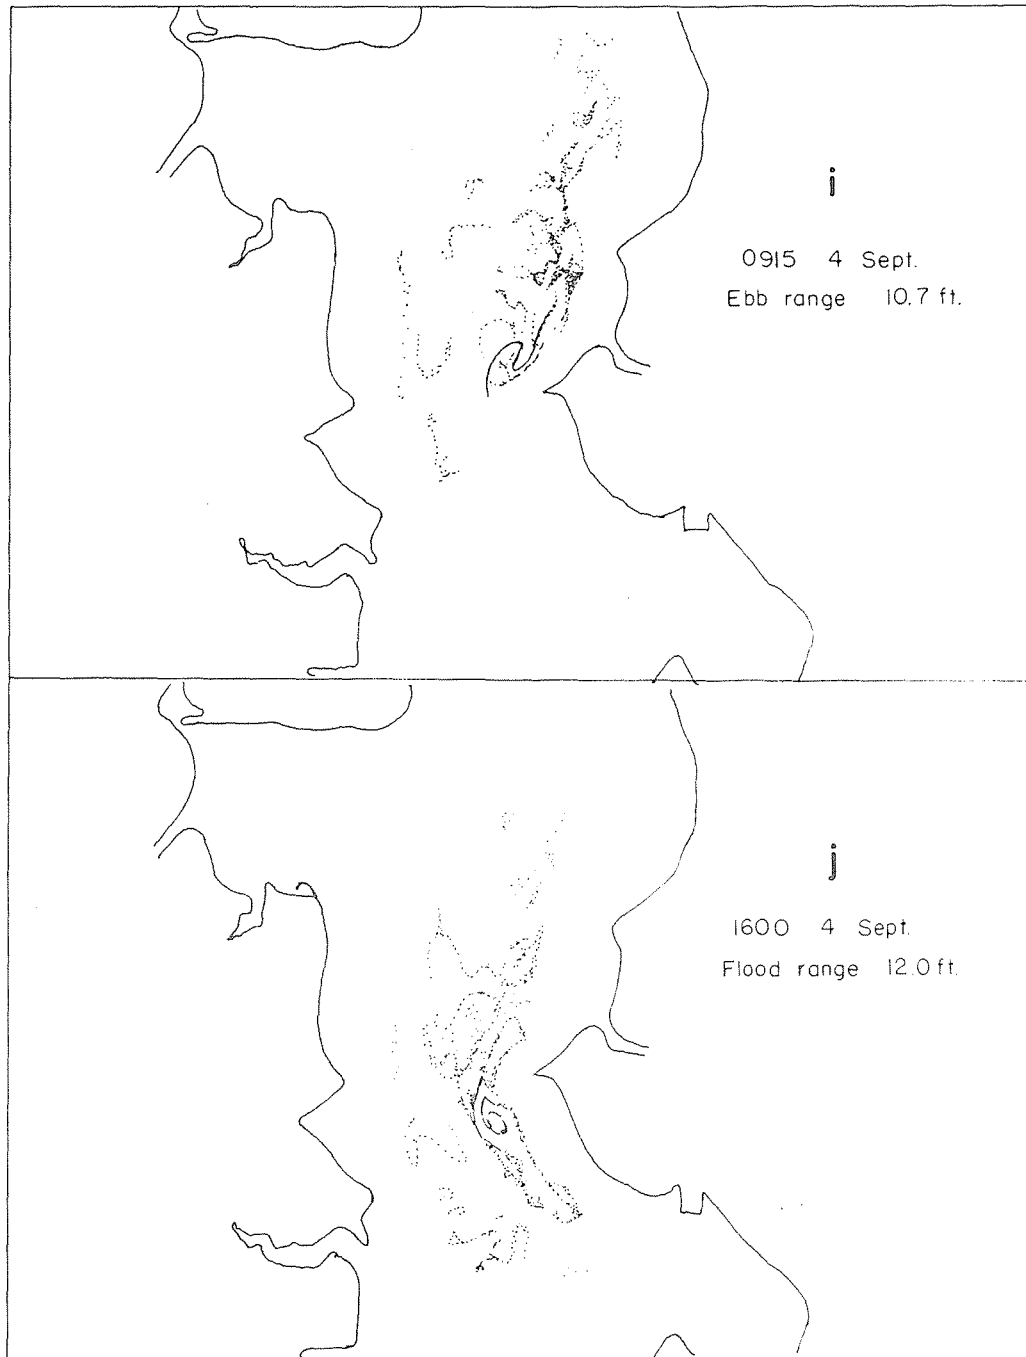 i
0915 4 Sept.
Ebb range 10.7 ft.
j
1600 4 Sept.
Flood range 12.0 ft.